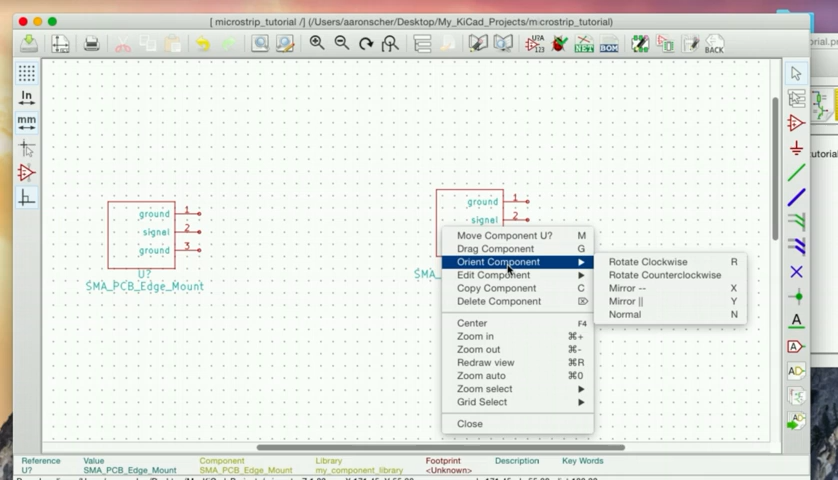 [ microstrip_tutorial /] (/Users/aaronscher/Desktop/My_KiCad_Projects/microstrip_tutorial)
BACK
In
mm
ground 1
signal 2
ground 3
U?
SMA_PCB_Edge_Mount
ground 1
2
signal
SMA_
Move Component U? M
Drag Component G
Orient Component
Edit Component
Copy Component C
Delete Component
Center F4
Zoom in ⌘+
Zoom out ⌘-
Redraw view ⌘R
Zoom auto ⌘0
Zoom select
Grid Select
Close
Rotate Clockwise R
Rotate Counterclockwise
Mirror -- X
Mirror || Y
Normal N
Reference Value Component Library Footprint Description Key Words
U? SMA_PCB_Edge_Mount SMA_PCB_Edge_Mount my_component_library <Unknown>